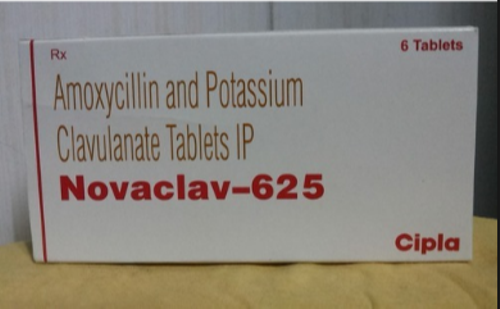 Rx
6 Tablets
Amoxycillin and Potassium
Clavulanate Tablets IP
Novaclav-625
Cipla